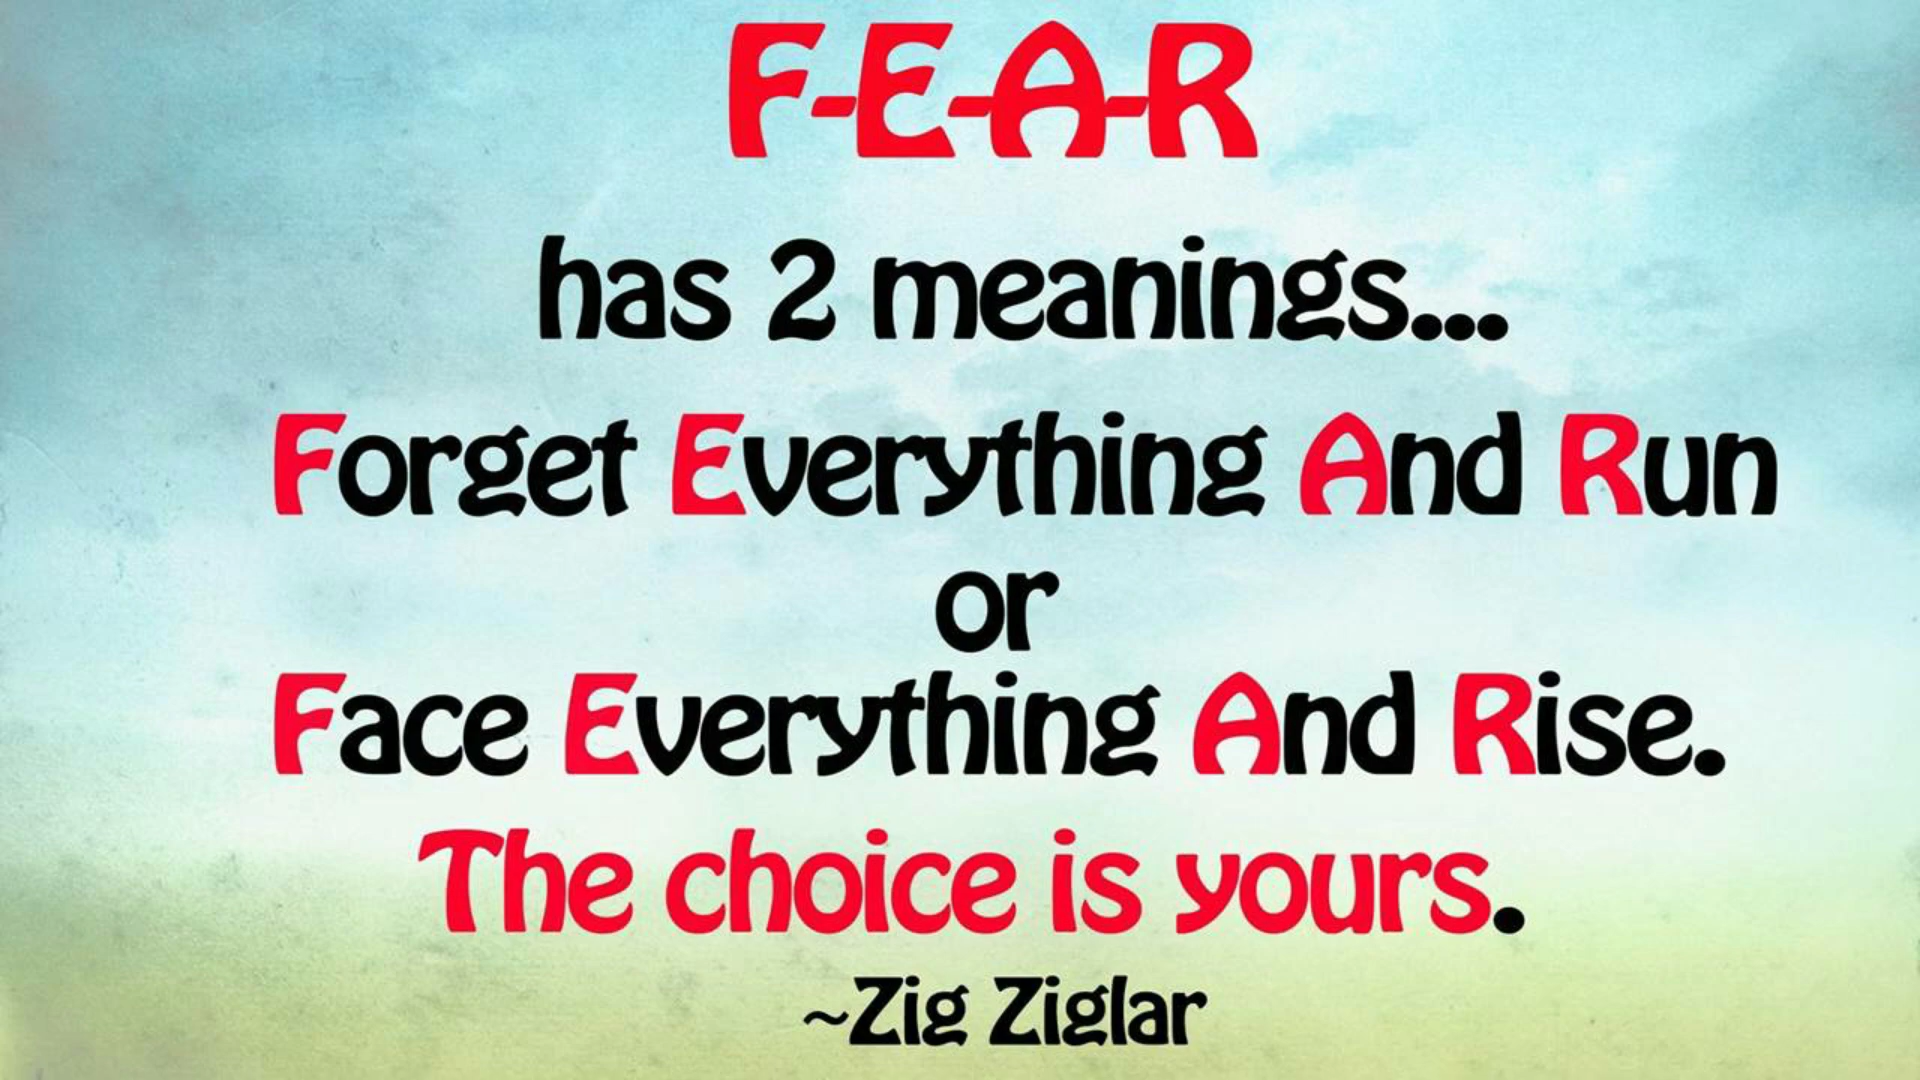 F-E-A-R
has 2 meanings...
Forget Everything And Run
or
Face Everything And Rise.
The choice is yours.
~Zig Ziglar